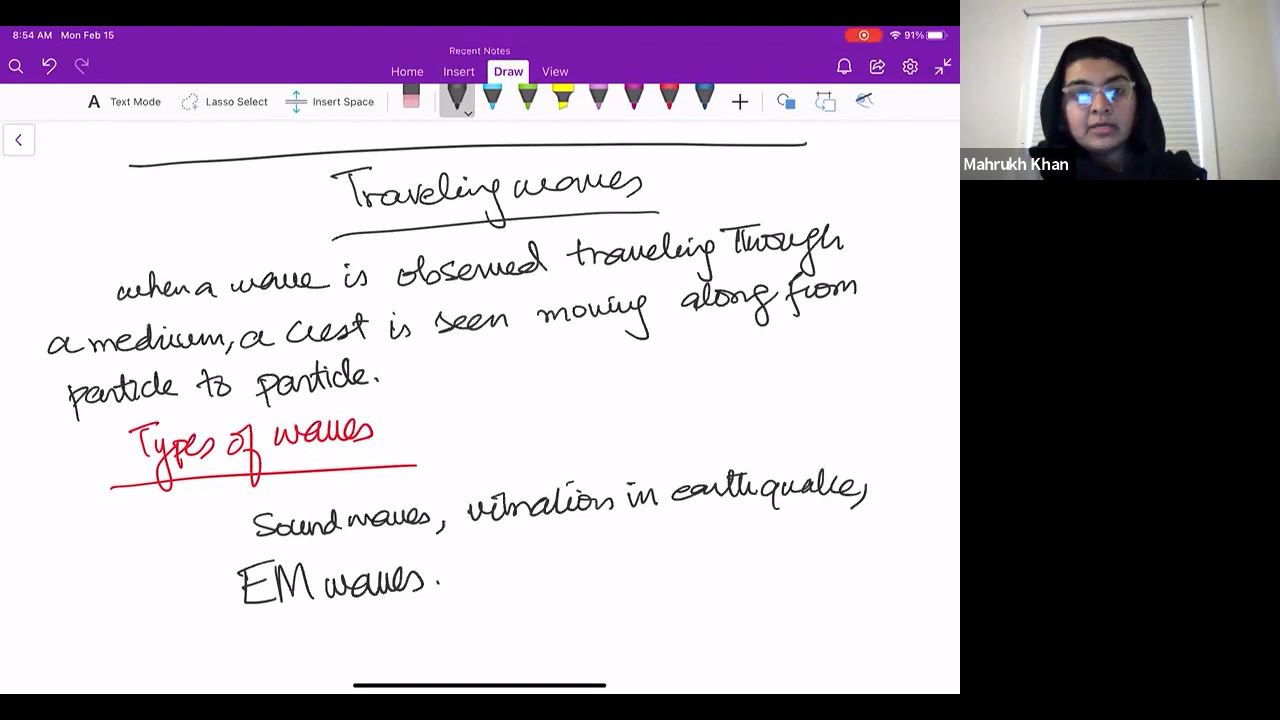 8:54 AM Mon Feb 15
91%
Recent Notes
Home Insert Draw View
Text Mode Lasso Select Insert Space
Traveling waves
when a wave is observed traveling Through
a medium, a crest is seen moving along from
particle to particle.
Types of waves
Sound waves, vibration in earthquake,
EM waves.
Mahrukh Khan